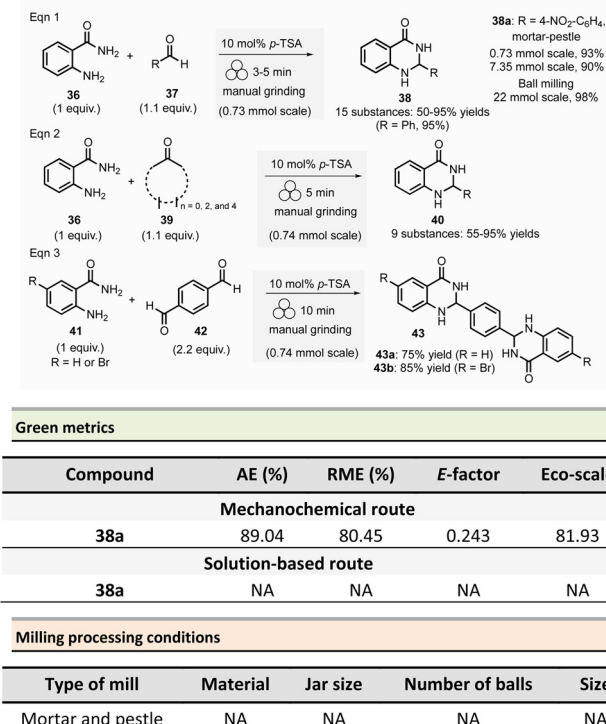 Eqn 1
O
NH2
NH2
36
(1 equiv.)
+
O
R H
37
(1.1 equiv.)
10 mol% p-TSA
3-5 min
manual grinding
(0.73 mmol scale)
O
NH
N
H
R
38
15 substances: 50-95% yields
(R = Ph, 95%)
38a: R = 4-NO2-C6H4,
mortar-pestle
0.73 mmol scale, 93%
7.35 mmol scale, 90%
Ball milling
22 mmol scale, 98%
Eqn 2
O
NH2
NH2
36
(1 equiv.)
+
O
n = 0, 2, and 4
39
(1.1 equiv.)
10 mol% p-TSA
5 min
manual grinding
(0.74 mmol scale)
O
NH
N
H
R
40
9 substances: 55-95% yields
Eqn 3
R
O
NH2
NH2
41
(1 equiv.)
R = H or Br
+
O
H
H
O
42
(2.2 equiv.)
10 mol% p-TSA
10 min
manual grinding
(0.74 mmol scale)
R
O
NH
N
H
H
N
HN
O
R
43
43a: 75% yield (R = H)
43b: 85% yield (R = Br)
Green metrics
Compound AE (%) RME (%) E-factor Eco-scal
Mechanochemical route
38a 89.04 80.45 0.243 81.93
Solution-based route
38a NA NA NA NA
Milling processing conditions
Type of mill Material Jar size Number of balls Size
Mortar and pestle NA NA NA NA